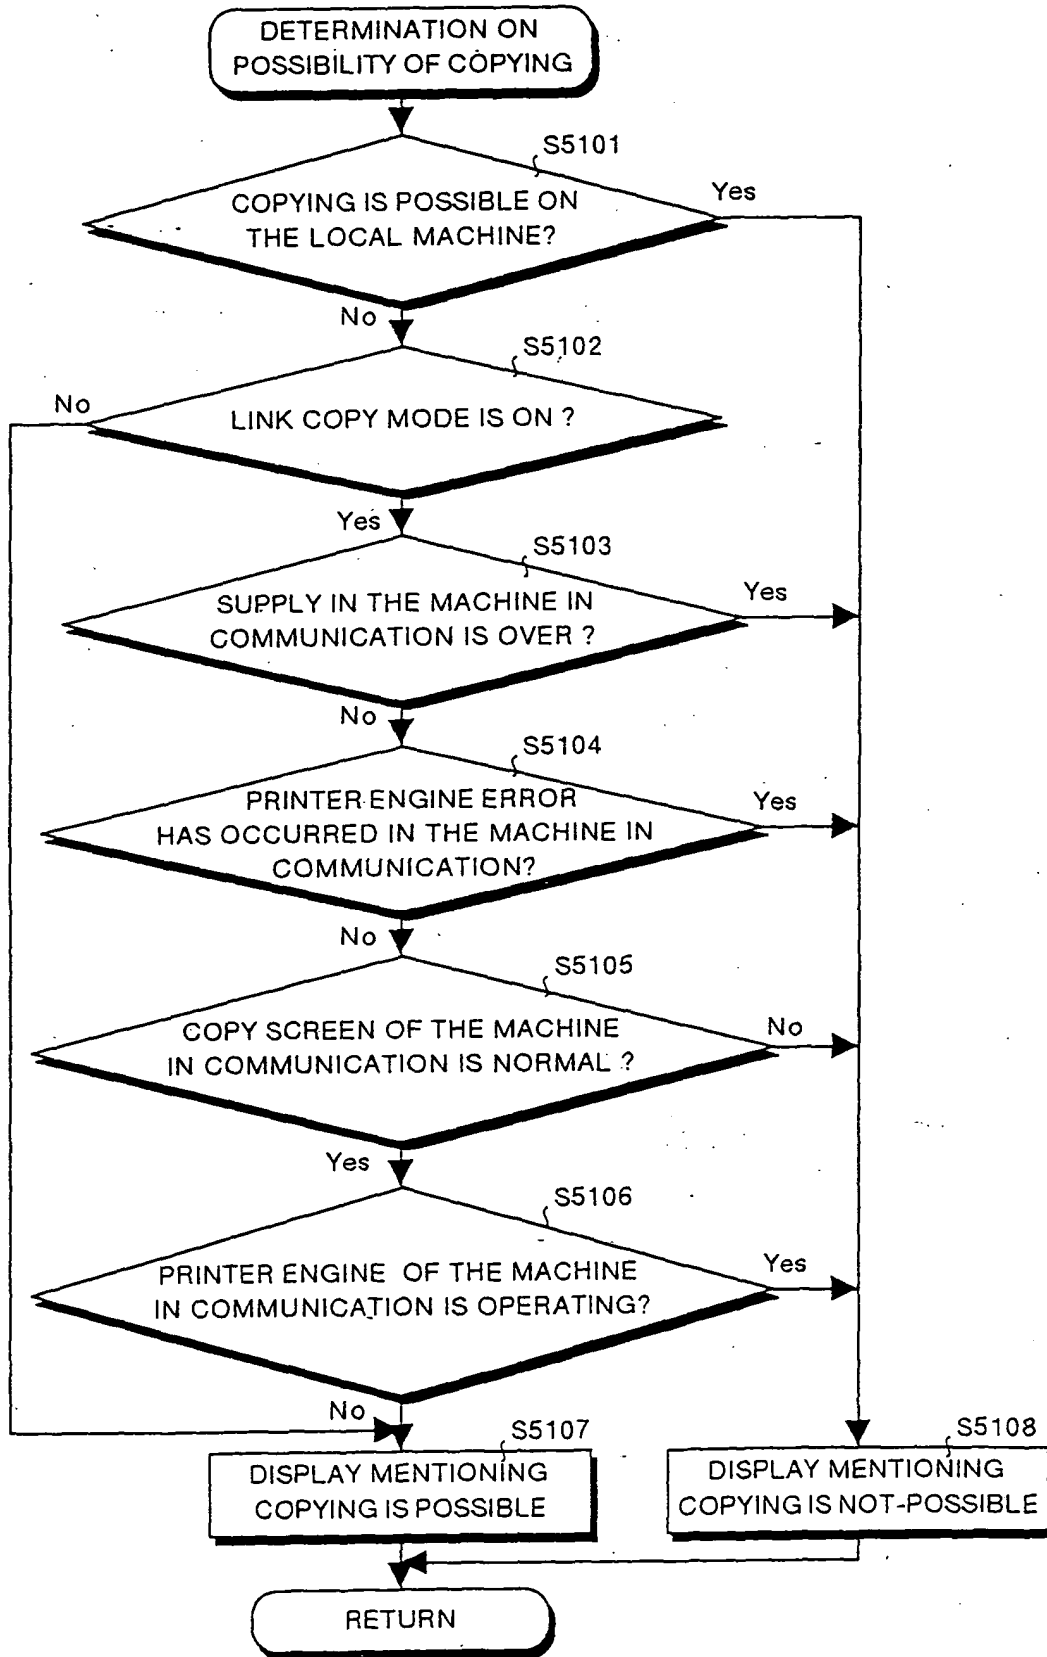 DETERMINATION ON
POSSIBILITY OF COPYING
S5101
COPYING IS POSSIBLE ON
THE LOCAL MACHINE?
Yes
No
S5102
LINK COPY MODE IS ON ?
No
Yes
S5103
SUPPLY IN THE MACHINE IN
COMMUNICATION IS OVER ?
Yes
No
S5104
PRINTER ENGINE ERROR
HAS OCCURRED IN THE MACHINE IN
COMMUNICATION?
Yes
No
S5105
COPY SCREEN OF THE MACHINE
IN COMMUNICATION IS NORMAL ?
No
Yes
S5106
PRINTER ENGINE OF THE MACHINE
IN COMMUNICATION IS OPERATING?
Yes
No
S5107
DISPLAY MENTIONING
COPYING IS POSSIBLE
S5108
DISPLAY MENTIONING
COPYING IS NOT-POSSIBLE
RETURN